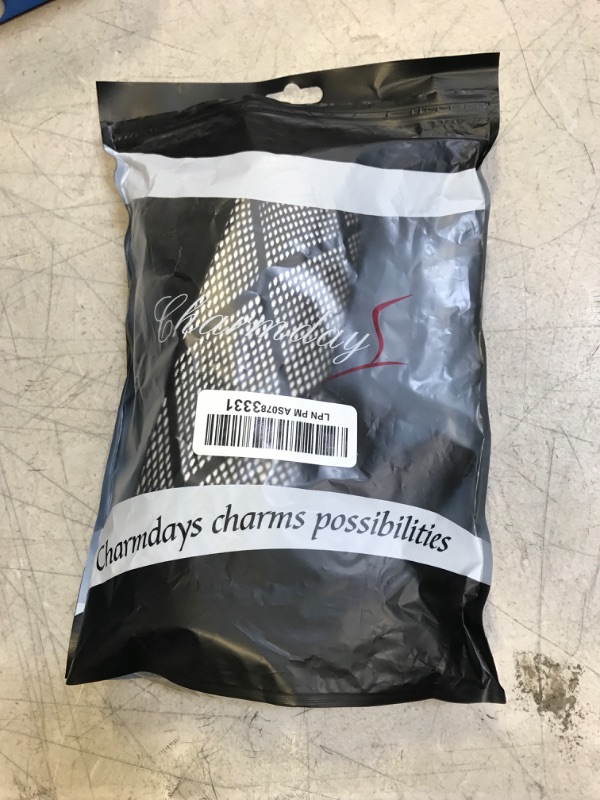 CharmdayS
LPN PM AS0783331
Charmdays charms possibilities